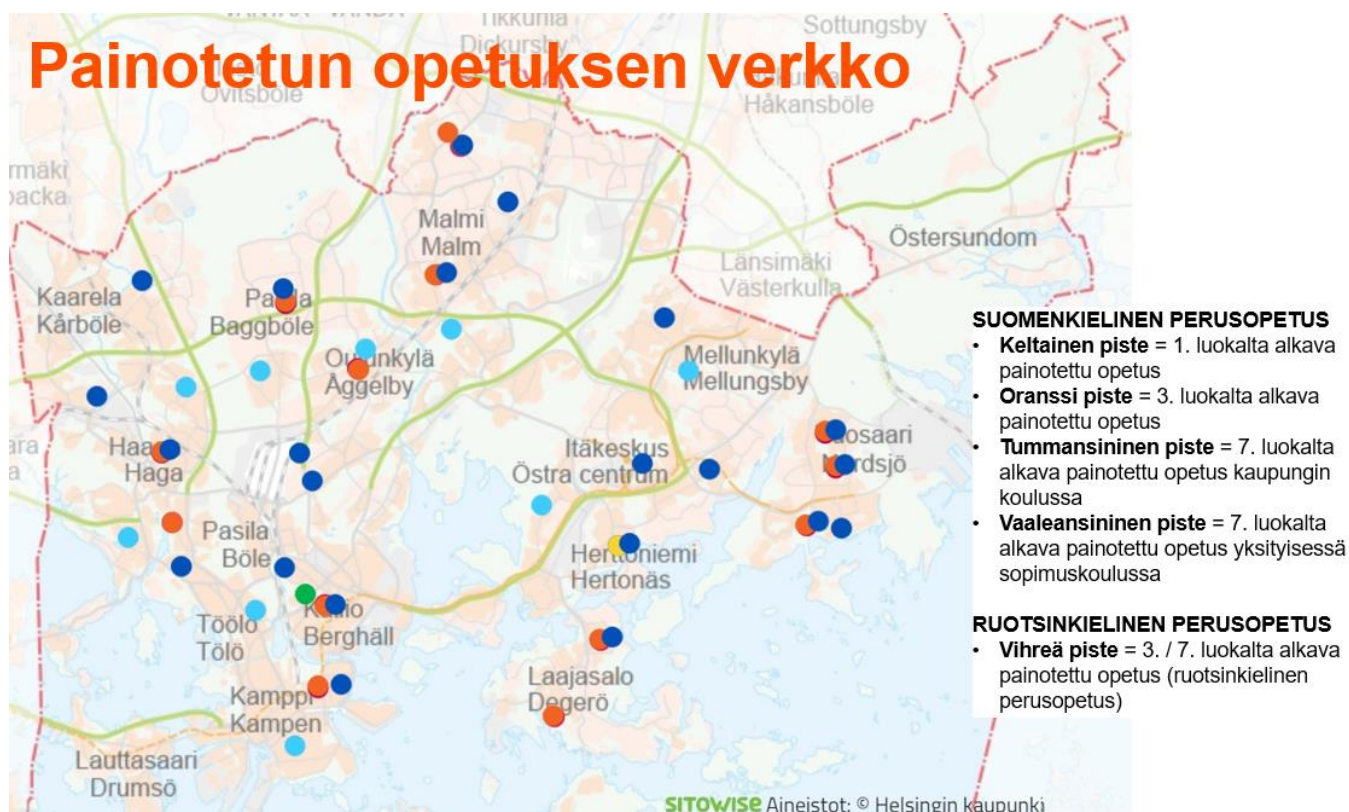 VANTAA - VANDA
Tikkurila
Dickursby
Sottungsby
Painotetun opetuksen verkko
Övitsböle
Håkansböle
Malmi
Malm
Östersundom
Länsimäki
Västerkulla
Kaarela
Kårböle
Paloheinä
Baggböle
Oulunkylä
Åggelby
Mellunkylä
Mellungsby
Haaga
Haga
Itäkeskus
Östra centrum
Vuosaari
Nordsjö
Pasila
Böle
Herttoniemi
Hertonäs
Kallio
Berghäll
Töölö
Tölö
Laajasalo
Degerö
Kamppi
Kampen
Lauttasaari
Drumsö
SUOMENKIELINEN PERUSOPETUS
• Keltainen piste = 1. luokalta alkava
painotettu opetus
• Oranssi piste = 3. luokalta alkava
painotettu opetus
• Tummansininen piste = 7. luokalta
alkava painotettu opetus kaupungin
koulussa
• Vaaleansininen piste = 7. luokalta
alkava painotettu opetus yksityisessä
sopimuskoulussa
RUOTSINKIELINEN PERUSOPETUS
• Vihreä piste = 3. / 7. luokalta alkava
painotettu opetus (ruotsinkielinen
perusopetus)
SITOWISE Aineistot: © Helsingin kaupunki